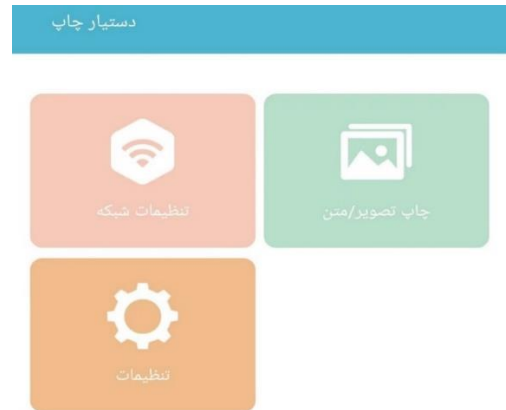 دستیار چاپ
چاپ تصویر/متن
تنظیمات شبکه
تنظیمات